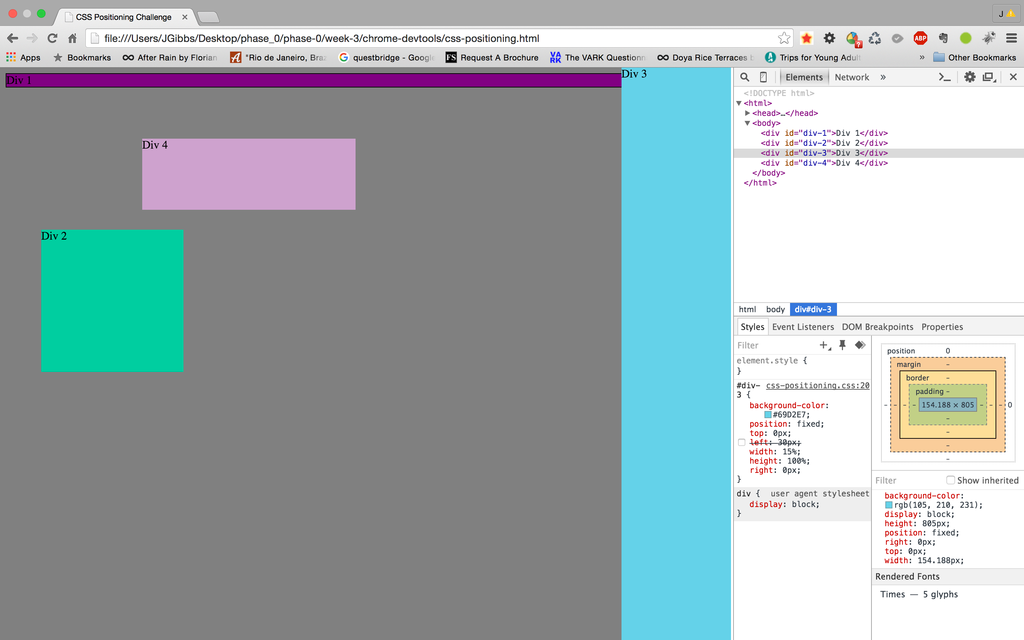 CSS Positioning Challenge
J
file:///Users/JGibbs/Desktop/phase_0/phase-0/week-3/chrome-devtools/css-positioning.html
Apps Bookmarks After Rain by Florian "Rio de Janeiro, Bra questbridge - Google Request A Brochure The VARK Questionn Doya Rice Terraces Trips for Young Adul » Other Bookmarks
Div 1
Div 4
Div 2
Div 3
Elements Network »
<!DOCTYPE html>
▼<html>
▶<head>…</head>
▼<body>
<div id="div-1">Div 1</div>
<div id="div-2">Div 2</div>
<div id="div-3">Div 3</div>
<div id="div-4">Div 4</div>
</body>
</html>
html body div#div-3
Styles Event Listeners DOM Breakpoints Properties
Filter
element.style {
}
#div- css-positioning.css:20
3 {
background-color:
#69D2E7;
position: fixed;
top: 0px;
left: 30px;
width: 15%;
height: 100%;
right: 0px;
}
div { user agent stylesheet
display: block;
}
position 0
margin -
border -
padding -
- - - 154.188 × 805 - - - 0
-
-
-
-
Filter Show inherited
background-color:
rgb(105, 210, 231);
display: block;
height: 805px;
position: fixed;
right: 0px;
top: 0px;
width: 154.188px;
Rendered Fonts
Times — 5 glyphs